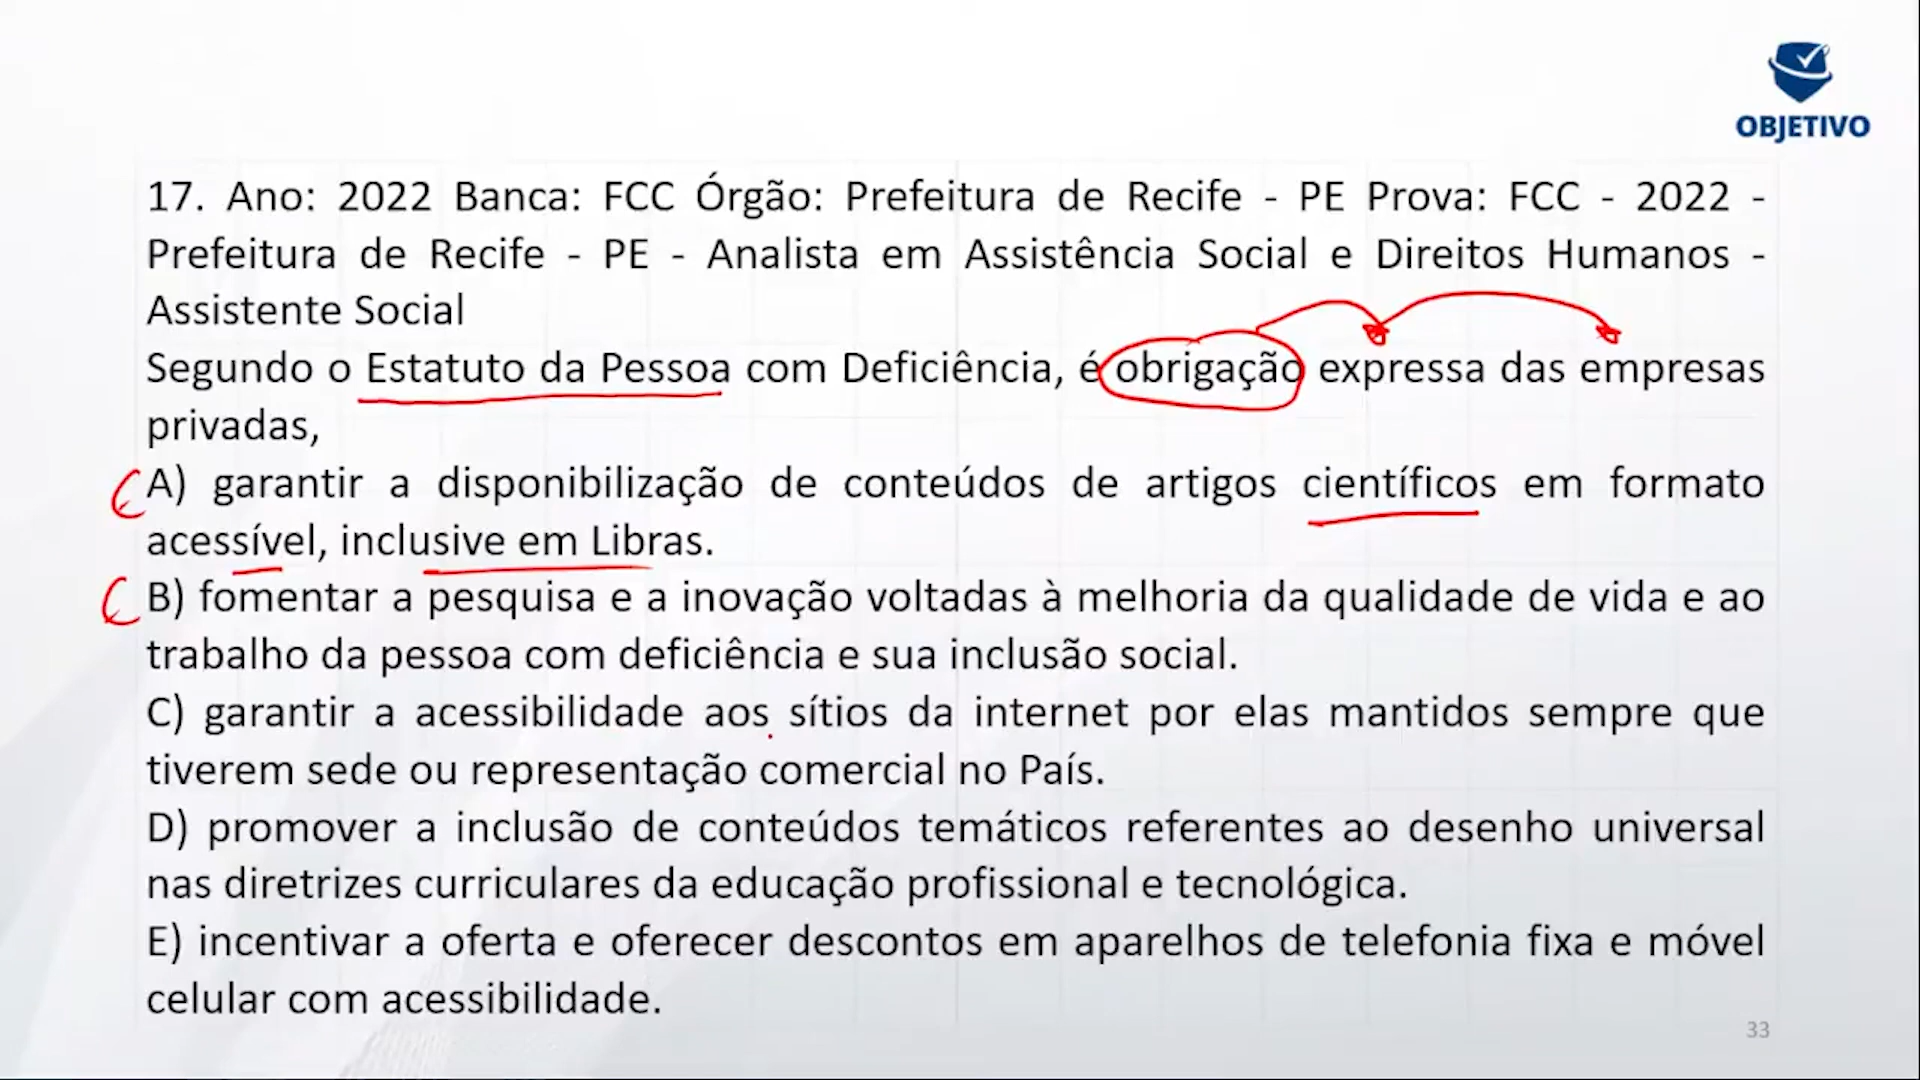 OBJETIVO
17. Ano: 2022 Banca: FCC Órgão: Prefeitura de Recife - PE Prova: FCC - 2022 -
Prefeitura de Recife - PE - Analista em Assistência Social e Direitos Humanos -
Assistente Social
Segundo o Estatuto da Pessoa com Deficiência, é obrigação expressa das empresas
privadas,
A) garantir a disponibilização de conteúdos de artigos científicos em formato
acessível, inclusive em Libras.
B) fomentar a pesquisa e a inovação voltadas à melhoria da qualidade de vida e ao
trabalho da pessoa com deficiência e sua inclusão social.
C) garantir a acessibilidade aos sítios da internet por elas mantidos sempre que
tiverem sede ou representação comercial no País.
D) promover a inclusão de conteúdos temáticos referentes ao desenho universal
nas diretrizes curriculares da educação profissional e tecnológica.
E) incentivar a oferta e oferecer descontos em aparelhos de telefonia fixa e móvel
celular com acessibilidade.
33